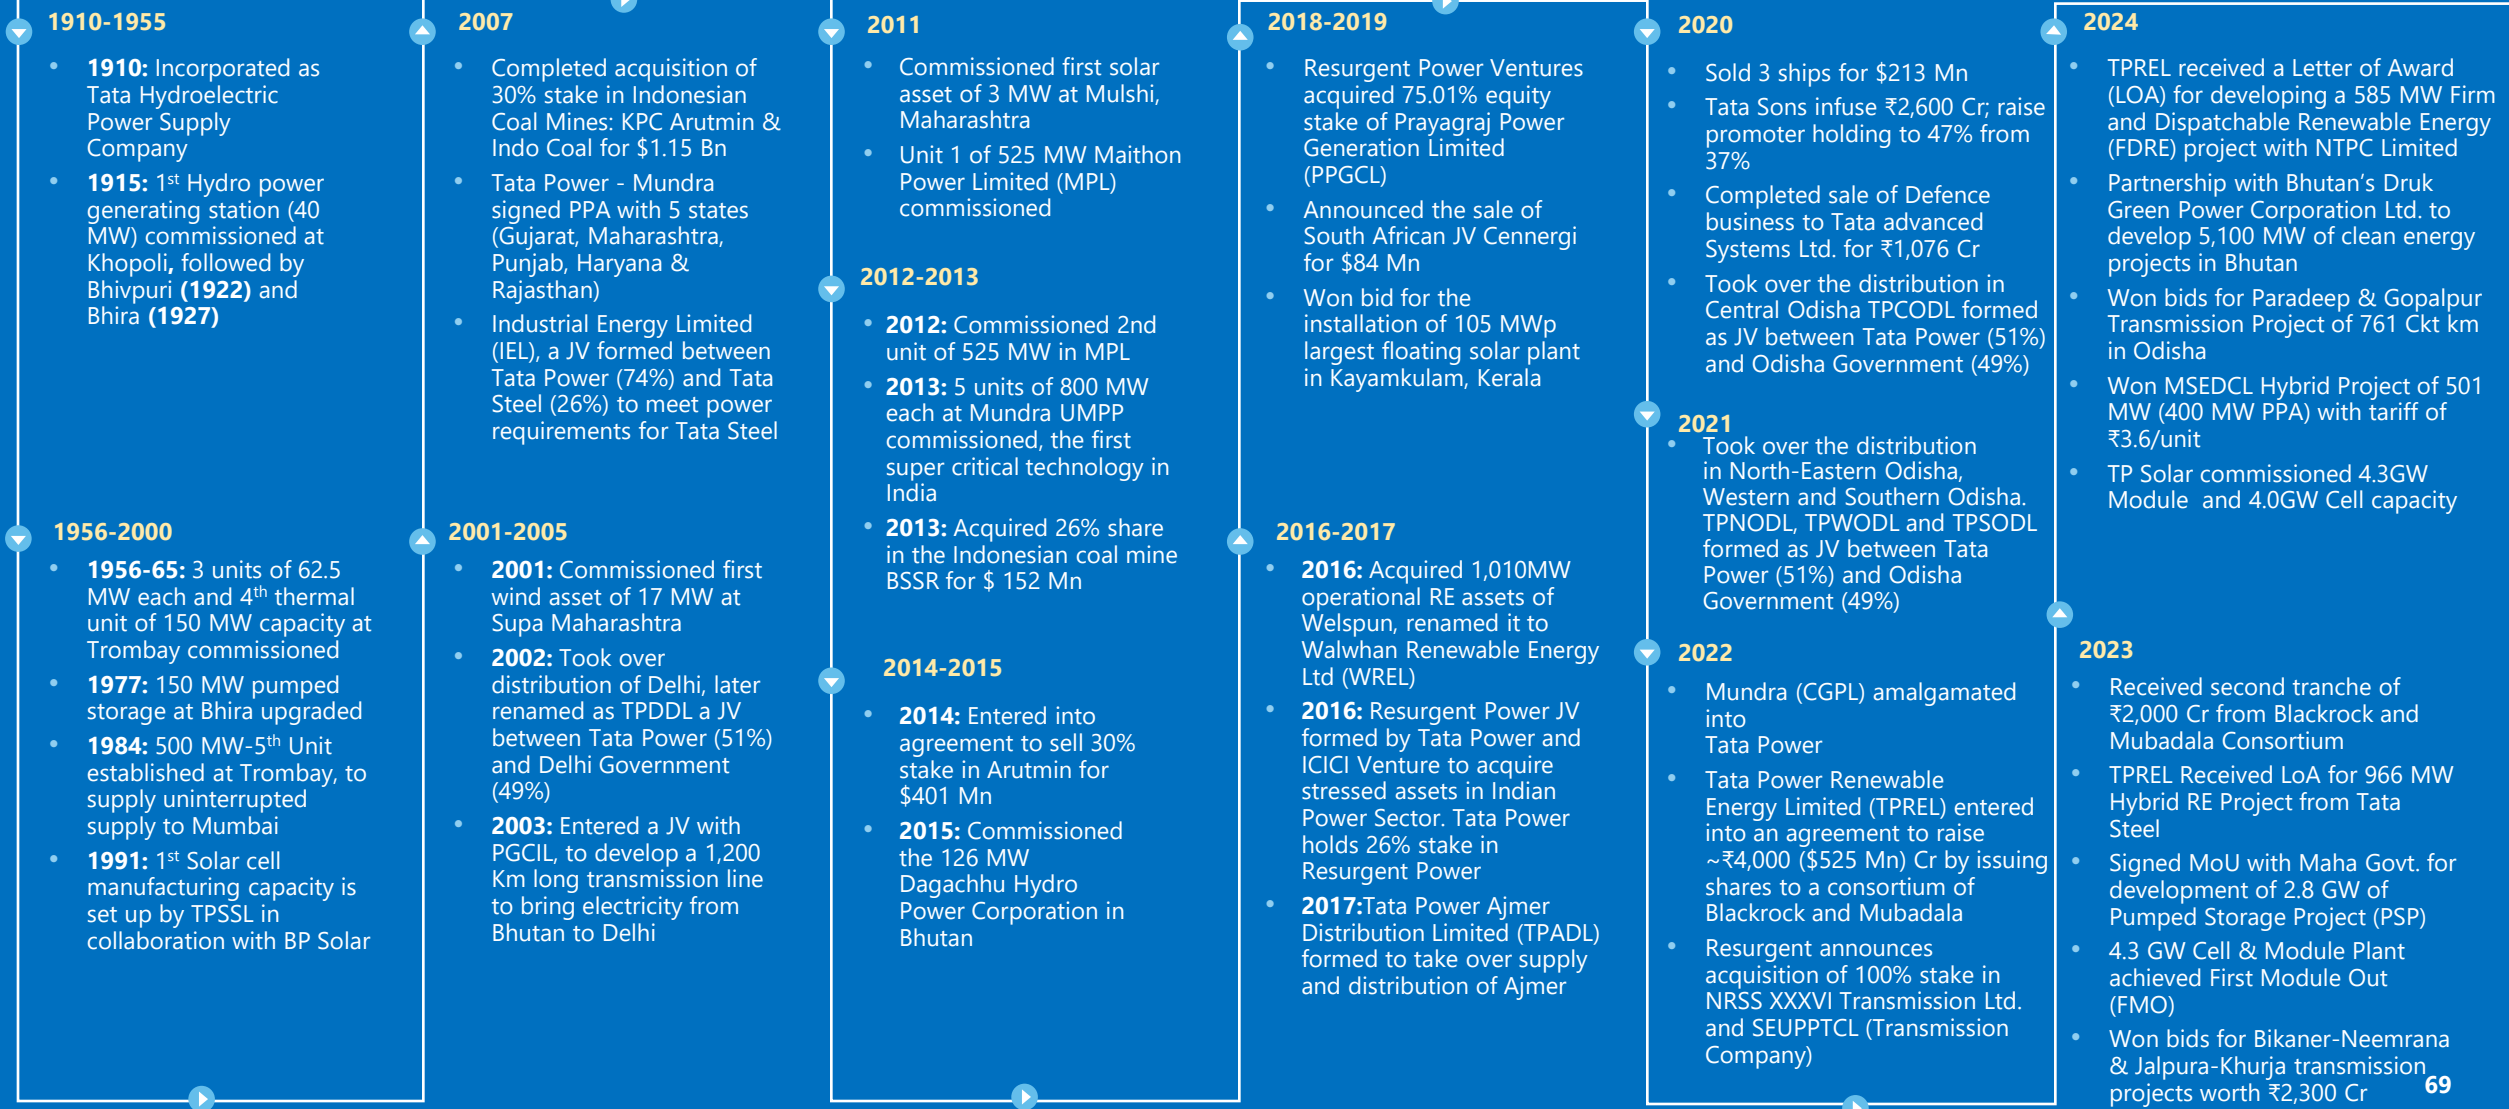 1910-1955
• 1910: Incorporated as
Tata Hydroelectric
Power Supply
Company
• 1915: 1st Hydro power
generating station (40
MW) commissioned at
Khopoli, followed by
Bhivpuri (1922) and
Bhira (1927)
1956-2000
• 1956-65: 3 units of 62.5
MW each and 4th thermal
unit of 150 MW capacity at
Trombay commissioned
• 1977: 150 MW pumped
storage at Bhira upgraded
• 1984: 500 MW-5th Unit
established at Trombay, to
supply uninterrupted
supply to Mumbai
• 1991: 1st Solar cell
manufacturing capacity is
set up by TPSSL in
collaboration with BP Solar
2007
• Completed acquisition of
30% stake in Indonesian
Coal Mines: KPC Arutmin &
Indo Coal for $1.15 Bn
• Tata Power - Mundra
signed PPA with 5 states
(Gujarat, Maharashtra,
Punjab, Haryana &
Rajasthan)
• Industrial Energy Limited
(IEL), a JV formed between
Tata Power (74%) and Tata
Steel (26%) to meet power
requirements for Tata Steel
2001-2005
• 2001: Commissioned first
wind asset of 17 MW at
Supa Maharashtra
• 2002: Took over
distribution of Delhi, later
renamed as TPDDL a JV
between Tata Power (51%)
and Delhi Government
(49%)
• 2003: Entered a JV with
PGCIL, to develop a 1,200
Km long transmission line
to bring electricity from
Bhutan to Delhi
2011
• Commissioned first solar
asset of 3 MW at Mulshi,
Maharashtra
• Unit 1 of 525 MW Maithon
Power Limited (MPL)
commissioned
2012-2013
• 2012: Commissioned 2nd
unit of 525 MW in MPL
• 2013: 5 units of 800 MW
each at Mundra UMPP
commissioned, the first
super critical technology in
India
• 2013: Acquired 26% share
in the Indonesian coal mine
BSSR for $ 152 Mn
2014-2015
• 2014: Entered into
agreement to sell 30%
stake in Arutmin for
$401 Mn
• 2015: Commissioned
the 126 MW
Dagachhu Hydro
Power Corporation in
Bhutan
2018-2019
• Resurgent Power Ventures
acquired 75.01% equity
stake of Prayagraj Power
Generation Limited
(PPGCL)
• Announced the sale of
South African JV Cennergi
for $84 Mn
• Won bid for the
installation of 105 MWp
largest floating solar plant
in Kayamkulam, Kerala
2016-2017
• 2016: Acquired 1,010MW
operational RE assets of
Welspun, renamed it to
Walwhan Renewable Energy
Ltd (WREL)
• 2016: Resurgent Power JV
formed by Tata Power and
ICICI Venture to acquire
stressed assets in Indian
Power Sector. Tata Power
holds 26% stake in
Resurgent Power
• 2017:Tata Power Ajmer
Distribution Limited (TPADL)
formed to take over supply
and distribution of Ajmer
2020
• Sold 3 ships for $213 Mn
• Tata Sons infuse ₹2,600 Cr; raise
promoter holding to 47% from
37%
• Completed sale of Defence
business to Tata advanced
Systems Ltd. for ₹1,076 Cr
• Took over the distribution in
Central Odisha TPCODL formed
as JV between Tata Power (51%)
and Odisha Government (49%)
2021
• Took over the distribution
in North-Eastern Odisha,
Western and Southern Odisha.
TPNODL, TPWODL and TPSODL
formed as JV between Tata
Power (51%) and Odisha
Government (49%)
2022
• Mundra (CGPL) amalgamated
into
Tata Power
• Tata Power Renewable
Energy Limited (TPREL) entered
into an agreement to raise
~₹4,000 ($525 Mn) Cr by issuing
shares to a consortium of
Blackrock and Mubadala
• Resurgent announces
acquisition of 100% stake in
NRSS XXXVI Transmission Ltd.
and SEUPPTCL (Transmission
Company)
2024
• TPREL received a Letter of Award
(LOA) for developing a 585 MW Firm
and Dispatchable Renewable Energy
(FDRE) project with NTPC Limited
• Partnership with Bhutan’s Druk
Green Power Corporation Ltd. to
develop 5,100 MW of clean energy
projects in Bhutan
• Won bids for Paradeep & Gopalpur
Transmission Project of 761 Ckt km
in Odisha
• Won MSEDCL Hybrid Project of 501
MW (400 MW PPA) with tariff of
₹3.6/unit
• TP Solar commissioned 4.3GW
Module and 4.0GW Cell capacity
2023
• Received second tranche of
₹2,000 Cr from Blackrock and
Mubadala Consortium
• TPREL Received LoA for 966 MW
Hybrid RE Project from Tata
Steel
• Signed MoU with Maha Govt. for
development of 2.8 GW of
Pumped Storage Project (PSP)
• 4.3 GW Cell & Module Plant
achieved First Module Out
(FMO)
• Won bids for Bikaner-Neemrana
& Jalpura-Khurja transmission
projects worth ₹2,300 Cr
69